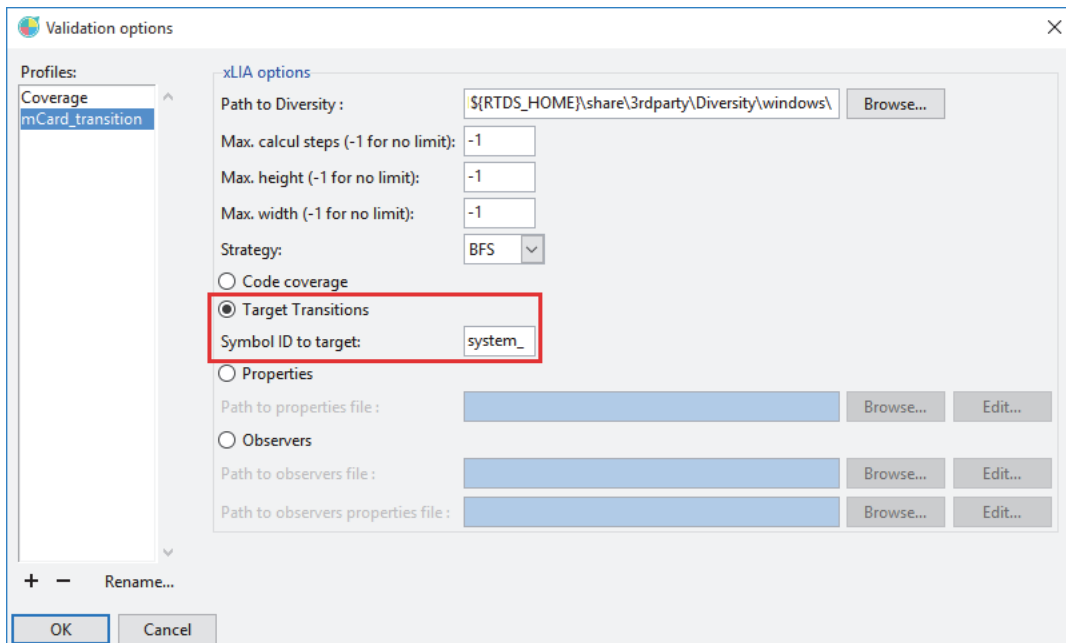 Validation options
Profiles:
Coverage
mCard_transition
Rename...
xLIA options
Path to Diversity : ${RTDS_HOME}\share\3rdparty\Diversity\windows\ Browse...
Max. calcul steps (-1 for no limit): -1
Max. height (-1 for no limit): -1
Max. width (-1 for no limit): -1
Strategy: BFS
Code coverage
Target Transitions
Symbol ID to target: system_
Properties
Path to properties file : Browse... Edit...
Observers
Path to observers file : Browse... Edit...
Path to observers properties file : Browse... Edit...
OK Cancel